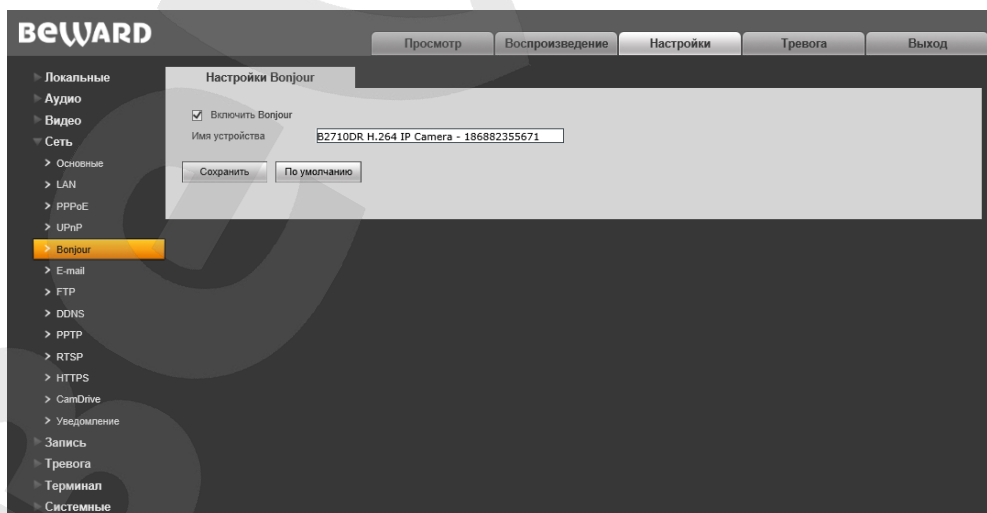 BEWARD
Просмотр Воспроизведение Настройки Тревога Выход
Локальные
Аудио
Видео
Сеть
Основные
LAN
PPPoE
UPnP
Bonjour
E-mail
FTP
DDNS
PPTP
RTSP
HTTPS
CamDrive
Уведомление
Запись
Тревога
Терминал
Системные
Настройки Bonjour
Включить Bonjour
Имя устройства B2710DR H.264 IP Camera - 186882355671
Сохранить По умолчанию